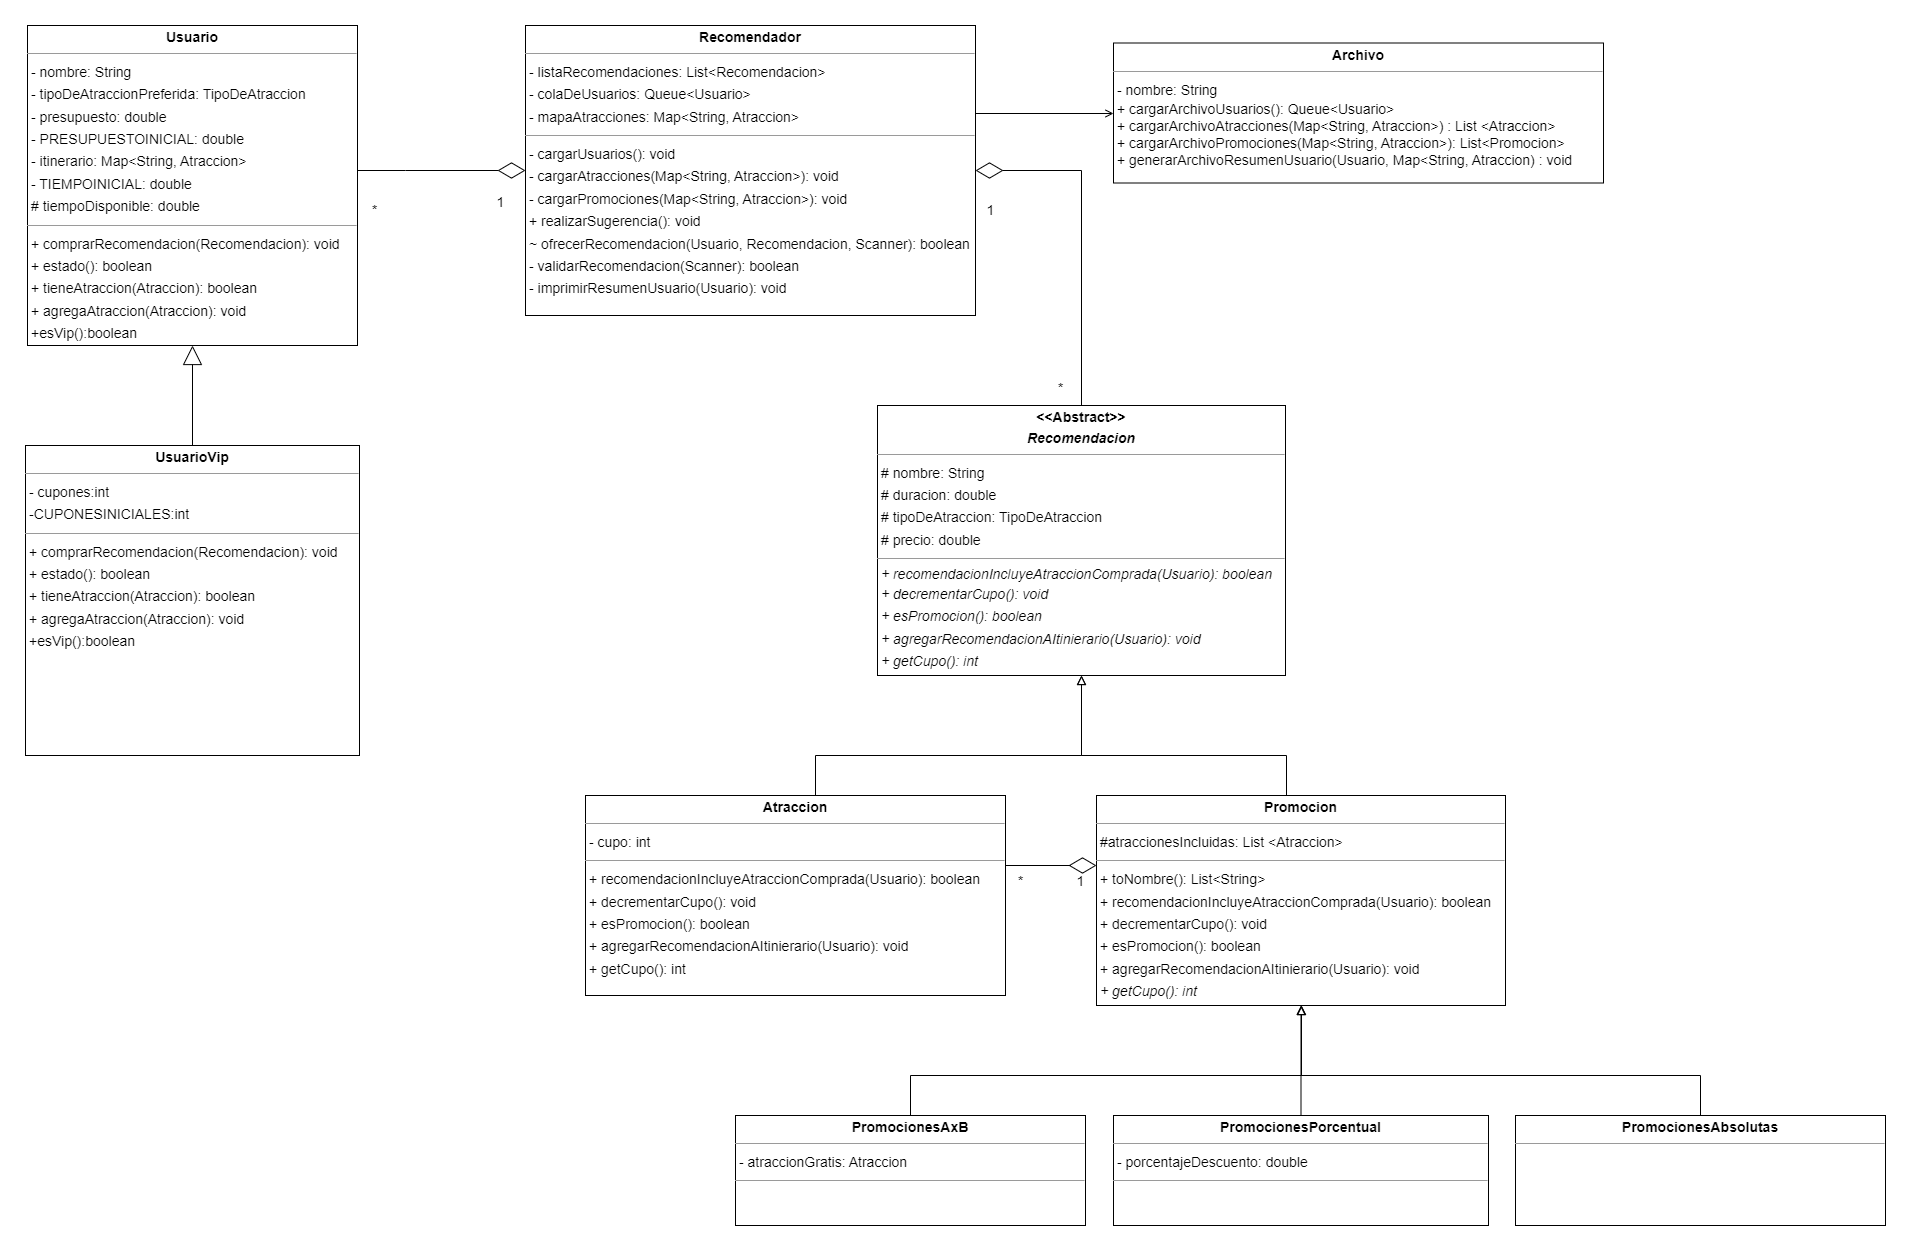 Usuario
- nombre: String
- tipoDeAtraccionPreferida: TipoDeAtraccion
- presupuesto: double
- PRESUPUESTOINICIAL: double
- itinerario: Map<String, Atraccion>
- TIEMPOINICIAL: double
# tiempoDisponible: double
+ comprarRecomendacion(Recomendacion): void
+ estado(): boolean
+ tieneAtraccion(Atraccion): boolean
+ agregaAtraccion(Atraccion): void
+esVip():boolean
*
1
Recomendador
- listaRecomendaciones: List<Recomendacion>
- colaDeUsuarios: Queue<Usuario>
- mapaAtracciones: Map<String, Atraccion>
- cargarUsuarios(): void
- cargarAtracciones(Map<String, Atraccion>): void
- cargarPromociones(Map<String, Atraccion>): void
+ realizarSugerencia(): void
~ ofrecerRecomendacion(Usuario, Recomendacion, Scanner): boolean
- validarRecomendacion(Scanner): boolean
- imprimirResumenUsuario(Usuario): void
1
*
Archivo
- nombre: String
+ cargarArchivoUsuarios(): Queue<Usuario>
+ cargarArchivoAtracciones(Map<String, Atraccion>) : List <Atraccion>
+ cargarArchivoPromociones(Map<String, Atraccion>): List<Promocion>
+ generarArchivoResumenUsuario(Usuario, Map<String, Atraccion) : void
UsuarioVip
- cupones:int
-CUPONESINICIALES:int
+ comprarRecomendacion(Recomendacion): void
+ estado(): boolean
+ tieneAtraccion(Atraccion): boolean
+ agregaAtraccion(Atraccion): void
+esVip():boolean
<<Abstract>>
Recomendacion
# nombre: String
# duracion: double
# tipoDeAtraccion: TipoDeAtraccion
# precio: double
+ recomendacionIncluyeAtraccionComprada(Usuario): boolean
+ decrementarCupo(): void
+ esPromocion(): boolean
+ agregarRecomendacionAItinierario(Usuario): void
+ getCupo(): int
Atraccion
- cupo: int
+ recomendacionIncluyeAtraccionComprada(Usuario): boolean
+ decrementarCupo(): void
+ esPromocion(): boolean
+ agregarRecomendacionAItinierario(Usuario): void
+ getCupo(): int
*
1
Promocion
#atraccionesIncluidas: List <Atraccion>
+ toNombre(): List<String>
+ recomendacionIncluyeAtraccionComprada(Usuario): boolean
+ decrementarCupo(): void
+ esPromocion(): boolean
+ agregarRecomendacionAItinierario(Usuario): void
+ getCupo(): int
PromocionesAxB
- atraccionGratis: Atraccion
PromocionesPorcentual
- porcentajeDescuento: double
PromocionesAbsolutas